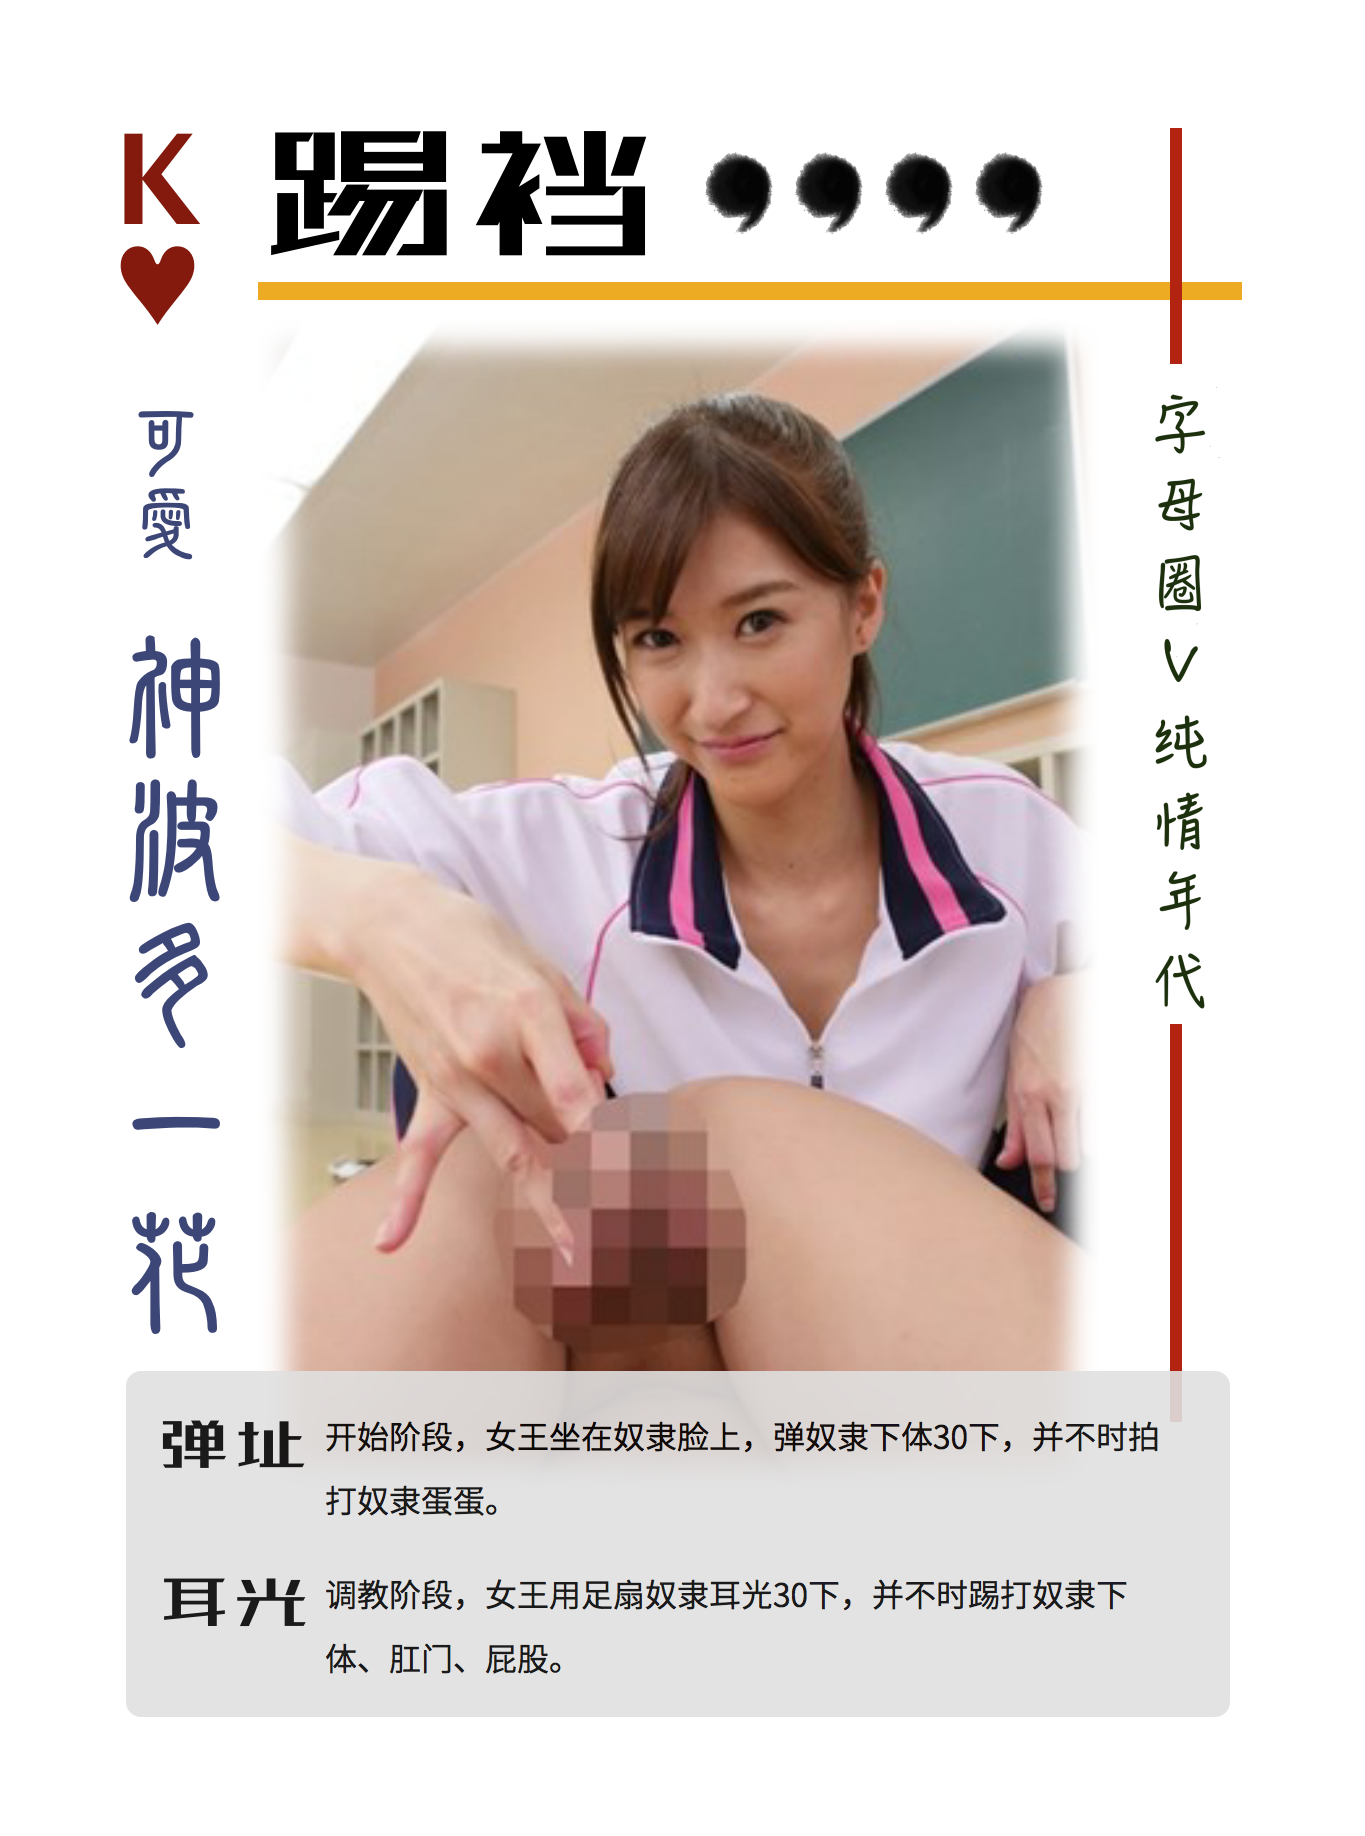 K
踢裆
可愛
神波多一花
字母圈V纯情年代
弹址
开始阶段，女王坐在奴隶脸上，弹奴隶下体30下，并不时拍
打奴隶蛋蛋。
耳光
调教阶段，女王用足扇奴隶耳光30下，并不时踢打奴隶下
体、肛门、屁股。